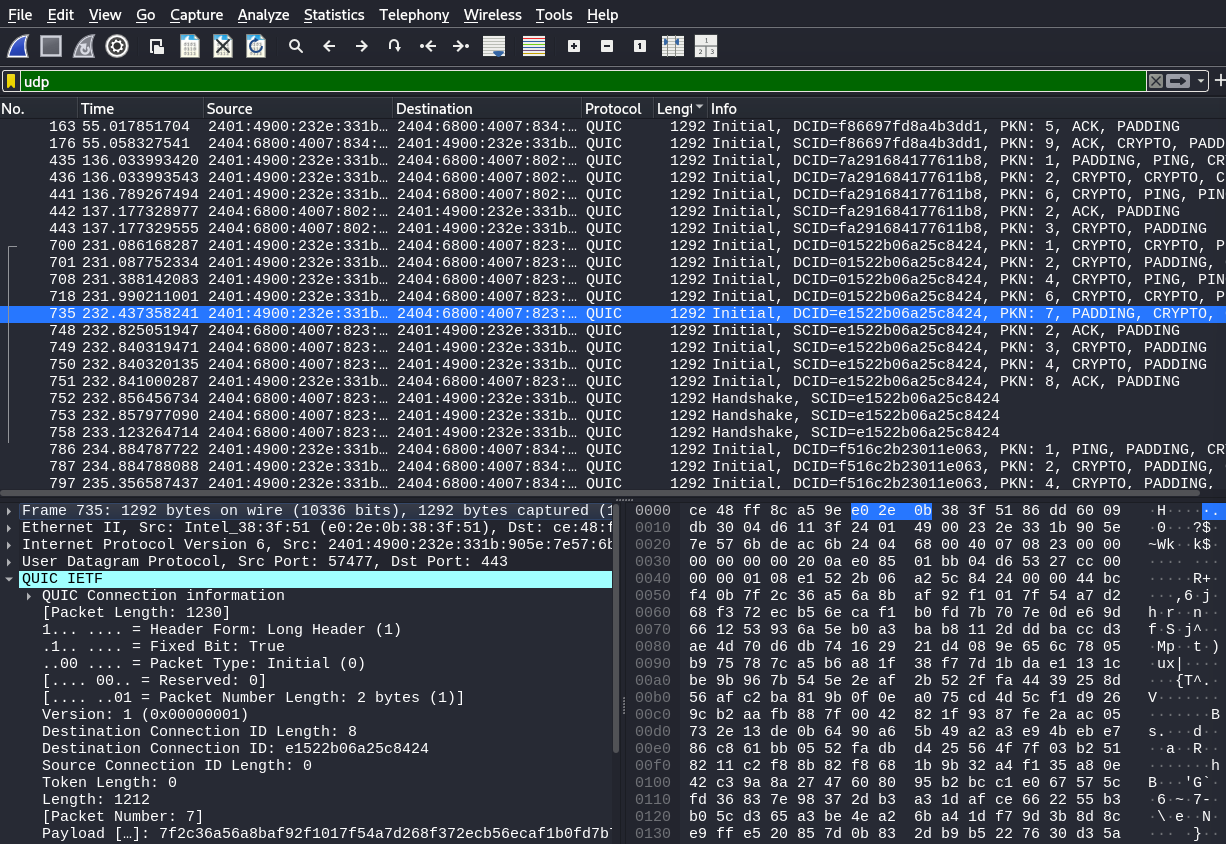 File Edit View Go Capture Analyze Statistics Telephony Wireless Tools Help
udp
No. Time Source Destination Protocol Lengt Info
163 55.017851704 2401:4900:232e:331b… 2404:6800:4007:834:… QUIC 1292 Initial, DCID=f86697fd8a4b3dd1, PKN: 5, ACK, PADDING
176 55.058327541 2404:6800:4007:834:… 2401:4900:232e:331b… QUIC 1292 Initial, SCID=f86697fd8a4b3dd1, PKN: 9, ACK, CRYPTO, PADD
435 136.033993420 2401:4900:232e:331b… 2404:6800:4007:802:… QUIC 1292 Initial, DCID=7a291684177611b8, PKN: 1, PADDING, PING, CR
436 136.033993543 2401:4900:232e:331b… 2404:6800:4007:802:… QUIC 1292 Initial, DCID=7a291684177611b8, PKN: 2, CRYPTO, CRYPTO, C
441 136.789267494 2401:4900:232e:331b… 2404:6800:4007:802:… QUIC 1292 Initial, DCID=fa291684177611b8, PKN: 6, CRYPTO, PING, PIN
442 137.177328977 2404:6800:4007:802:… 2401:4900:232e:331b… QUIC 1292 Initial, SCID=fa291684177611b8, PKN: 2, ACK, PADDING
443 137.177329555 2404:6800:4007:802:… 2401:4900:232e:331b… QUIC 1292 Initial, SCID=fa291684177611b8, PKN: 3, CRYPTO, PADDING
700 231.086168287 2401:4900:232e:331b… 2404:6800:4007:823:… QUIC 1292 Initial, DCID=01522b06a25c8424, PKN: 1, CRYPTO, CRYPTO, P
701 231.087752334 2401:4900:232e:331b… 2404:6800:4007:823:… QUIC 1292 Initial, DCID=01522b06a25c8424, PKN: 2, CRYPTO, PADDING,
708 231.388142083 2401:4900:232e:331b… 2404:6800:4007:823:… QUIC 1292 Initial, DCID=01522b06a25c8424, PKN: 4, CRYPTO, PING, PIN
718 231.990211001 2401:4900:232e:331b… 2404:6800:4007:823:… QUIC 1292 Initial, DCID=01522b06a25c8424, PKN: 6, CRYPTO, CRYPTO, P
735 232.437358241 2401:4900:232e:331b… 2404:6800:4007:823:… QUIC 1292 Initial, DCID=e1522b06a25c8424, PKN: 7, PADDING, CRYPTO,
748 232.825051947 2404:6800:4007:823:… 2401:4900:232e:331b… QUIC 1292 Initial, SCID=e1522b06a25c8424, PKN: 2, ACK, PADDING
749 232.840319471 2404:6800:4007:823:… 2401:4900:232e:331b… QUIC 1292 Initial, SCID=e1522b06a25c8424, PKN: 3, CRYPTO, PADDING
750 232.840320135 2404:6800:4007:823:… 2401:4900:232e:331b… QUIC 1292 Initial, SCID=e1522b06a25c8424, PKN: 4, CRYPTO, PADDING
751 232.841000287 2401:4900:232e:331b… 2404:6800:4007:823:… QUIC 1292 Initial, DCID=e1522b06a25c8424, PKN: 8, ACK, PADDING
752 232.856456734 2404:6800:4007:823:… 2401:4900:232e:331b… QUIC 1292 Handshake, SCID=e1522b06a25c8424
753 232.857977090 2404:6800:4007:823:… 2401:4900:232e:331b… QUIC 1292 Handshake, SCID=e1522b06a25c8424
758 233.123264714 2404:6800:4007:823:… 2401:4900:232e:331b… QUIC 1292 Handshake, SCID=e1522b06a25c8424
786 234.884787722 2401:4900:232e:331b… 2404:6800:4007:834:… QUIC 1292 Initial, DCID=f516c2b23011e063, PKN: 1, PING, PADDING, CR
787 234.884788088 2401:4900:232e:331b… 2404:6800:4007:834:… QUIC 1292 Initial, DCID=f516c2b23011e063, PKN: 2, CRYPTO, PADDING,
797 235.356587437 2401:4900:232e:331b… 2404:6800:4007:834:… QUIC 1292 Initial, DCID=f516c2b23011e063, PKN: 4, CRYPTO, PADDING,
Frame 735: 1292 bytes on wire (10336 bits), 1292 bytes captured (1
Ethernet II, Src: Intel_38:3f:51 (e0:2e:0b:38:3f:51), Dst: ce:48:f
Internet Protocol Version 6, Src: 2401:4900:232e:331b:905e:7e57:6b
User Datagram Protocol, Src Port: 57477, Dst Port: 443
QUIC IETF
QUIC Connection information
[Packet Length: 1230]
1... .... = Header Form: Long Header (1)
.1.. .... = Fixed Bit: True
..00 .... = Packet Type: Initial (0)
[.... 00.. = Reserved: 0]
[.... ..01 = Packet Number Length: 2 bytes (1)]
Version: 1 (0x00000001)
Destination Connection ID Length: 8
Destination Connection ID: e1522b06a25c8424
Source Connection ID Length: 0
Token Length: 0
Length: 1212
[Packet Number: 7]
Payload […]: 7f2c36a56a8baf92f1017f54a7d268f372ecb56ecaf1b0fd7b
0000 ce 48 ff 8c a5 9e e0 2e 0b 38 3f 51 86 dd 60 09 ·H···· ·.
0010 db 30 04 d6 11 3f 24 01 49 00 23 2e 33 1b 90 5e ·0···?$
0020 7e 57 6b de ac 6b 24 04 68 00 40 07 08 23 00 00 ~Wk··k$·
0030 00 00 00 00 20 0a e0 85 01 bb 04 d6 53 27 cc 00
0040 00 00 01 08 e1 52 2b 06 a2 5c 84 24 00 00 44 bc ·····R+·
0050 f4 0b 7f 2c 36 a5 6a 8b af 92 f1 01 7f 54 a7 d2 ···,6·j·
0060 68 f3 72 ec b5 6e ca f1 b0 fd 7b 70 7e 0d e6 9d h·r··n··
0070 66 12 53 93 6a 5e b0 a3 ba b8 11 2d dd ba cc d3 f·S·j^··
0080 ae 4d 70 d6 db 74 16 29 21 d4 08 9e 65 6c 78 05 ·Mp··t·)
0090 b9 75 78 7c a5 b6 a8 1f 38 f7 7d 1b da e1 13 1c ·ux|····
00a0 be 9b 96 7b 54 5e 2e af 2b 52 2f fa 44 39 25 8d ···{T^.·
00b0 56 af c2 ba 81 9b 0f 0e a0 75 cd 4d 5c f1 d9 26 V·······
00c0 9c b2 aa fb 88 7f 00 42 82 1f 93 87 fe 2a ac 05 ·······B
00d0 73 2e 13 de 0b 64 90 a6 5b 49 a2 a3 e9 4b eb e7 s.···d··
00e0 86 c8 61 bb 05 52 fa db d4 25 56 4f 7f 03 b2 51 ··a··R··
00f0 82 11 c2 f8 8b 82 f8 68 1b 9b 32 a4 f1 35 a8 0e ·······h
0100 42 c3 9a 8a 27 47 60 80 95 b2 bc c1 e0 67 57 5c B···'G`·
0110 fd 36 83 7e 98 37 2d b3 a3 1d af ce 66 22 55 b3 ·6·~·7-·
0120 b0 5c d3 65 a3 be 4e a2 6b a4 1d f7 9d 3b 8d 8c ·\·e··N·
0130 e9 ff e5 20 85 7d 0b 83 2d b9 b5 22 76 30 d3 5a ··· ·}··